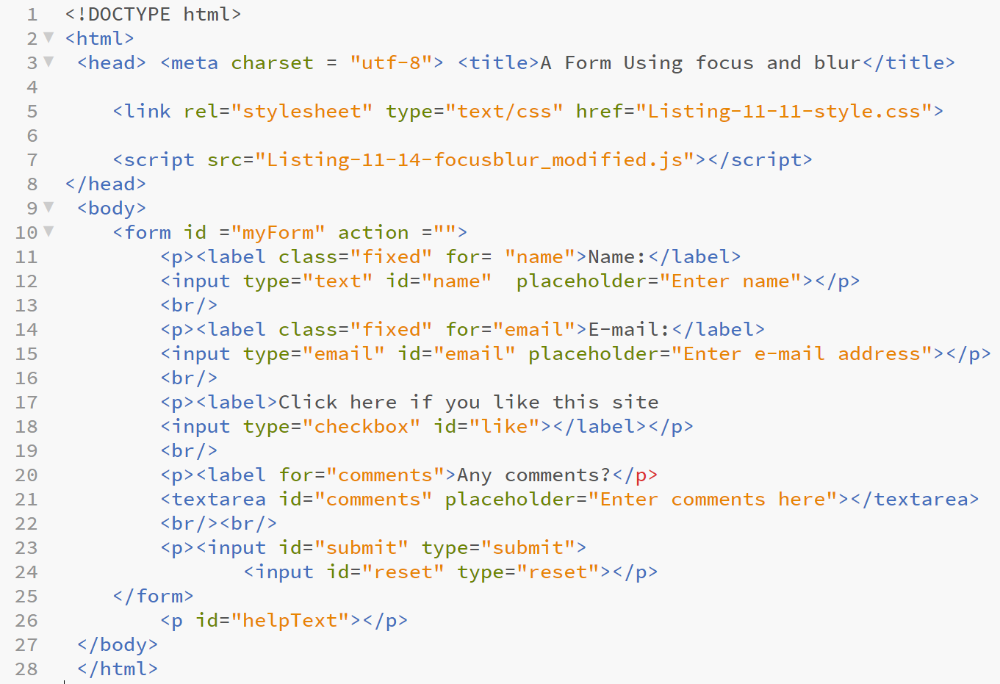 1 <!DOCTYPE html>
2 <html>
3 <head> <meta charset = "utf-8"> <title>A Form Using focus and blur</title>
4
5 <link rel="stylesheet" type="text/css" href="Listing-11-11-style.css">
6
7 <script src="Listing-11-14-focusblur_modified.js"></script>
8 </head>
9 <body>
10 <form id ="myForm" action ="">
11 <p><label class="fixed" for= "name">Name:</label>
12 <input type="text" id="name"  placeholder="Enter name"></p>
13 <br/>
14 <p><label class="fixed" for="email">E-mail:</label>
15 <input type="email" id="email" placeholder="Enter e-mail address"></p>
16 <br/>
17 <p><label>Click here if you like this site
18 <input type="checkbox" id="like"></label></p>
19 <br/>
20 <p><label for="comments">Any comments?</p>
21 <textarea id="comments" placeholder="Enter comments here"></textarea>
22 <br/><br/>
23 <p><input id="submit" type="submit">
24 <input id="reset" type="reset"></p>
25 </form>
26 <p id="helpText"></p>
27 </body>
28 </html>